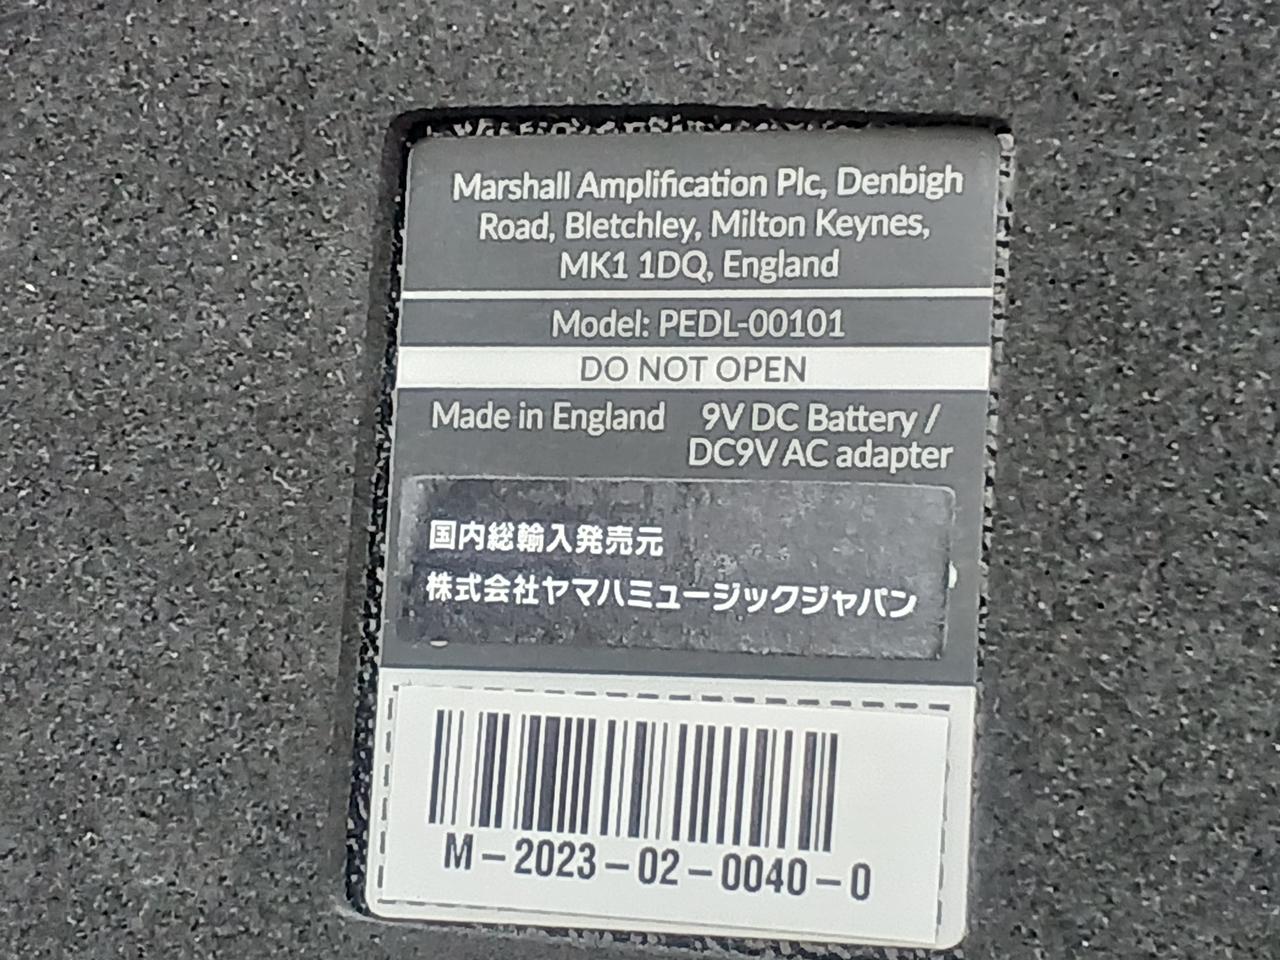 Marshall Amplification Plc, Denbigh
Road, Bletchley, Milton Keynes,
MK1 1DQ, England
Model: PEDL-00101
DO NOT OPEN
Made in England 9V DC Battery /
DC9V AC adapter
国内総輸入発売元
株式会社ヤマハミュージックジャパン
M-2023-02-0040-0